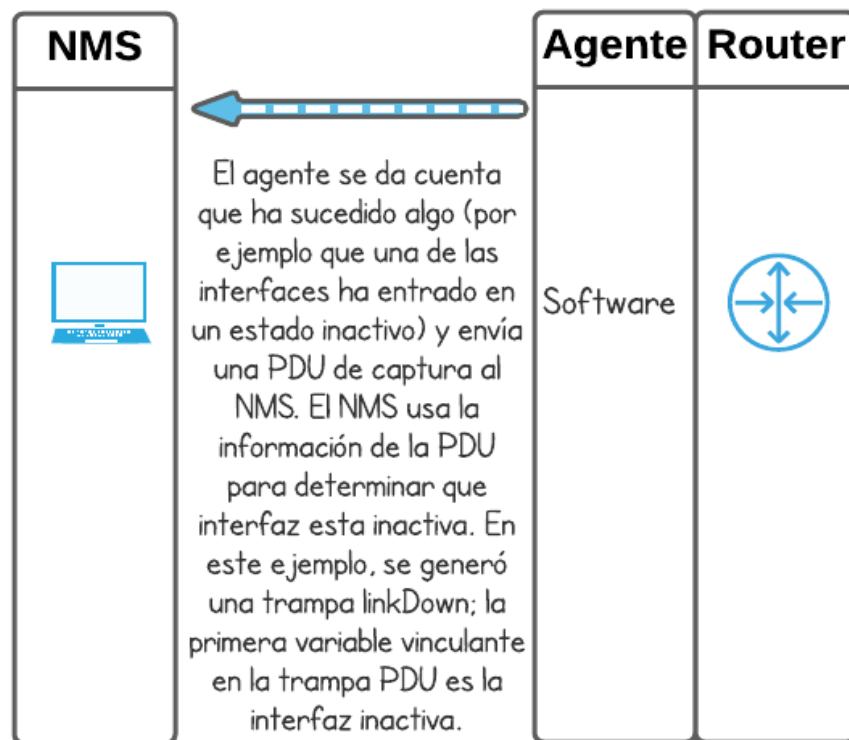 NMS
Agente
Router
El agente se da cuenta
que ha sucedido algo (por
ejemplo que una de las
interfaces ha entrado en
un estado inactivo) y envía
una PDU de captura al
NMS. El NMS usa la
información de la PDU
para determinar que
interfaz esta inactiva. En
este ejemplo, se generó
una trampa linkDown; la
primera variable vinculante
en la trampa PDU es la
interfaz inactiva.
Software